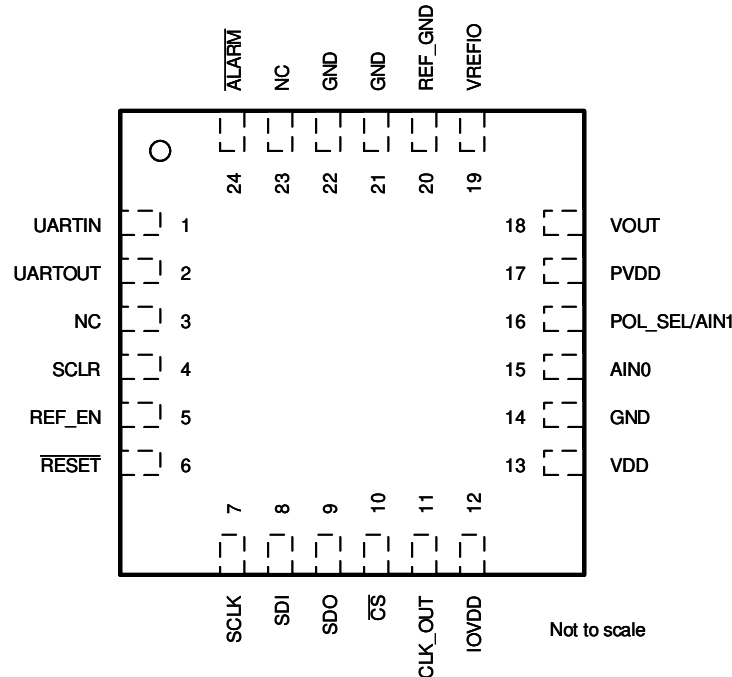 ALARM
NC
GND
GND
REF_GND
VREFIO
24
23
22
21
20
19
UARTIN 1
18 VOUT
UARTOUT 2
17 PVDD
NC 3
16 POL_SEL/AIN1
SCLR 4
15 AIN0
REF_EN 5
14 GND
RESET 6
13 VDD
7
8
9
10
11
12
SCLK
SDI
SDO
CS
CLK_OUT
IOVDD
Not to scale